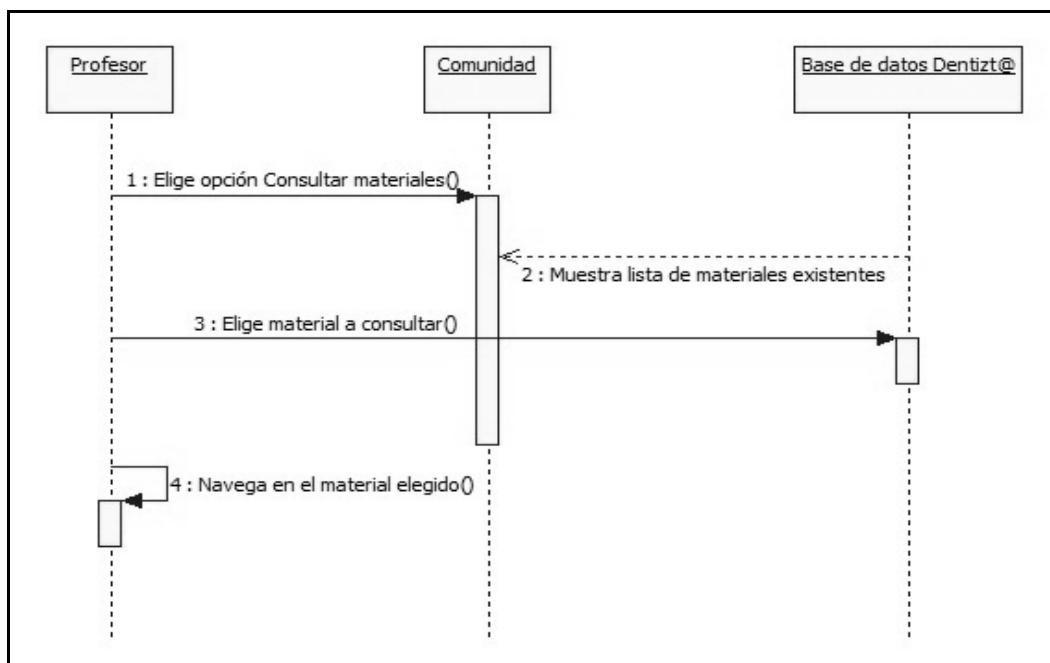 Profesor
Comunidad
Base de datos Dentizt@
1 : Elige opción Consultar materiales()
2 : Muestra lista de materiales existentes
3 : Elige material a consultar()
4 : Navega en el material elegido()